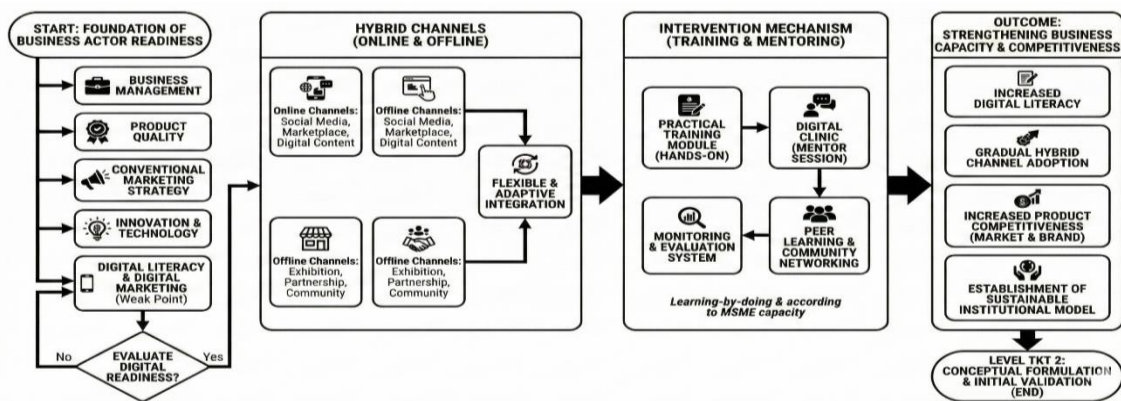 START: FOUNDATION OF
BUSINESS ACTOR READINESS
BUSINESS
MANAGEMENT
PRODUCT
QUALITY
CONVENTIONAL
MARKETING
STRATEGY
INNOVATION &
TECHNOLOGY
DIGITAL LITERACY
& DIGITAL
MARKETING
(Weak Point)
No
EVALUATE
DIGITAL
READINESS?
Yes
HYBRID CHANNELS
(ONLINE & OFFLINE)
Online Channels:
Social Media,
Marketplace,
Digital Content
Offline Channels:
Social Media,
Marketplace,
Digital Content
FLEXIBLE &
ADAPTIVE
INTEGRATION
Offline Channels:
Exhibition,
Partnership,
Community
Offline Channels:
Exhibition,
Partnership,
Community
INTERVENTION MECHANISM
(TRAINING & MENTORING)
PRACTICAL
TRAINING
MODULE
(HANDS-ON)
DIGITAL
CLINIC
(MENTOR
SESSION)
MONITORING
& EVALUATION
SYSTEM
PEER
LEARNING &
COMMUNITY
NETWORKING
Learning-by-doing & according
to MSME capacity
OUTCOME:
STRENGTHENING BUSINESS
CAPACITY & COMPETITIVENESS
INCREASED
DIGITAL LITERACY
GRADUAL HYBRID
CHANNEL ADOPTION
INCREASED PRODUCT
COMPETITIVENESS
(MARKET & BRAND)
ESTABLISHMENT OF
SUSTAINABLE
INSTITUTIONAL MODEL
LEVEL TKT 2:
CONCEPTUAL FORMULATION
& INITIAL VALIDATION
(END)